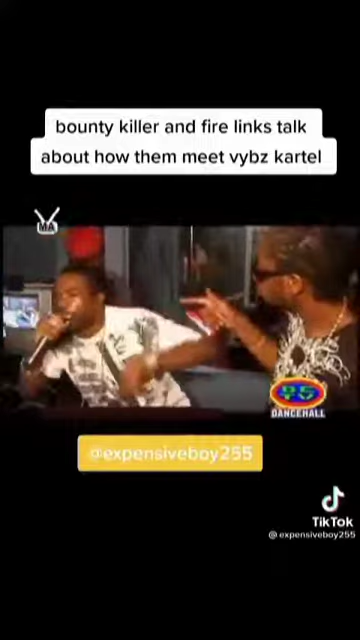 bounty killer and fire links talk
about how them meet vybz kartel
MA
DANCEHALL
@expensiveboy255
TikTok
@expensiveboy255